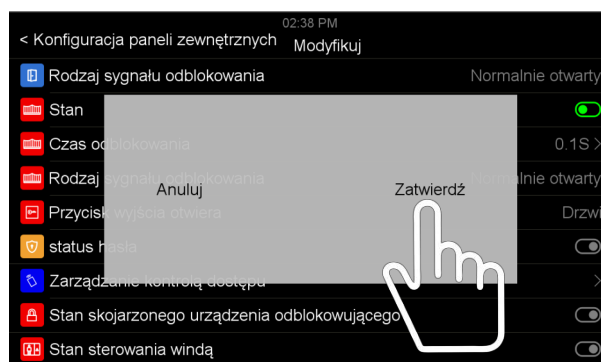 02:38 PM
< Konfiguracja paneli zewnętrznych Modyfikuj
Rodzaj sygnału odblokowania Normalnie otwarty
Stan
Czas odblokowania 0.1S >
Rodzaj sygnału odblokowania Normalnie otwarty
Anuluj Zatwierdź
Przycisk wyjścia otwiera Drzwi
status hasła
Zarządzanie kontrolą dostępu >
Stan skojarzonego urządzenia odblokowującego
Stan sterowania windą